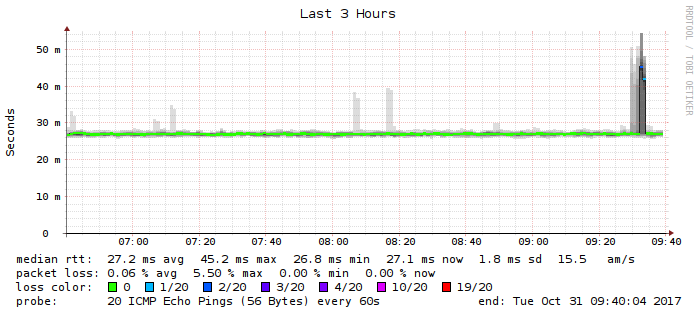 Last 3 Hours
RRDTOOL / TOBI OETIKER
Seconds
50 m
40 m
30 m
20 m
10 m
0
07:00 07:20 07:40 08:00 08:20 08:40 09:00 09:20 09:40
median rtt: 27.2 ms avg 45.2 ms max 26.8 ms min 27.1 ms now 1.8 ms sd 15.5 am/s
packet loss: 0.06 % avg 5.50 % max 0.00 % min 0.00 % now
loss color: 0 1/20 2/20 3/20 4/20 10/20 19/20
probe: 20 ICMP Echo Pings (56 Bytes) every 60s end: Tue Oct 31 09:40:04 2017